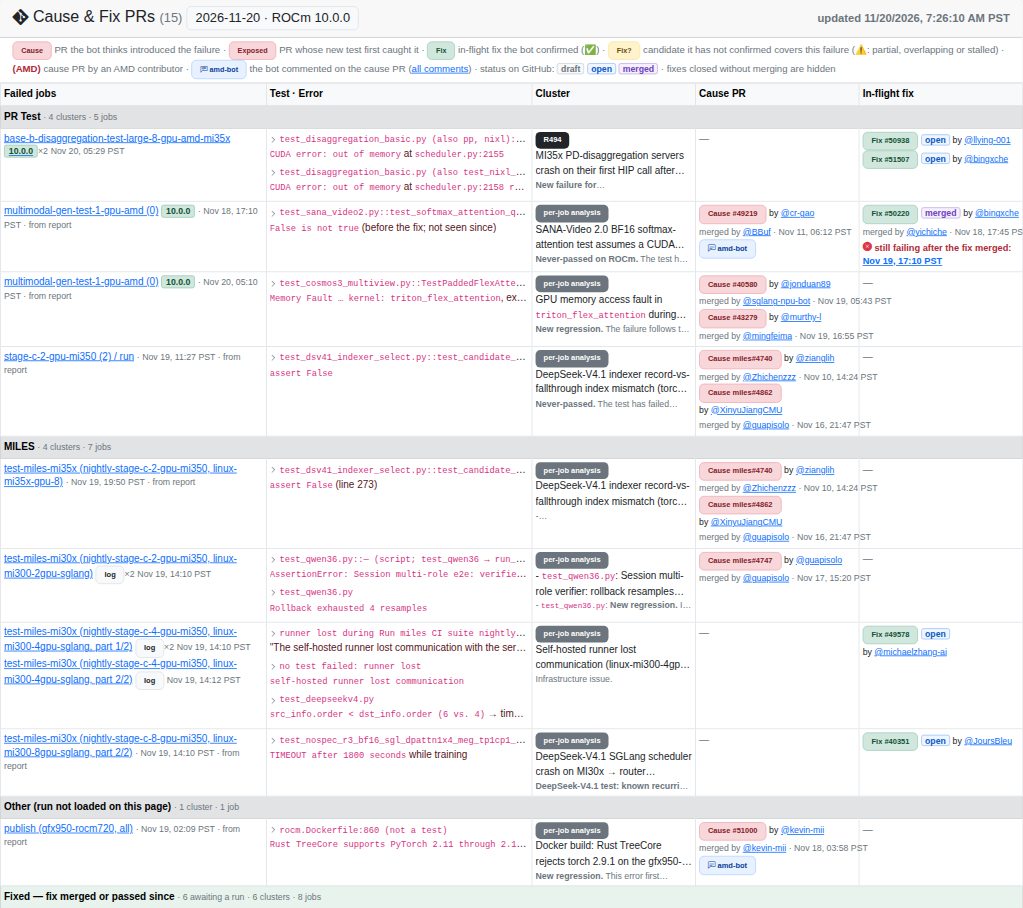 Cause & Fix PRs (15) 2026-11-20 · ROCm 10.0.0
updated 11/20/2026, 7:26:10 AM PST
Cause PR the bot thinks introduced the failure · Exposed PR whose new test first caught it · Fix in-flight fix the bot confirmed (✅) · Fix? candidate it has not confirmed covers this failure (⚠: partial, overlapping or stalled) ·
(AMD) cause PR by an AMD contributor · amd-bot the bot commented on the cause PR (all comments) · status on GitHub: draft open merged · fixes closed without merging are hidden
Failed jobs Test · Error Cluster Cause PR In-flight fix
PR Test · 4 clusters · 5 jobs
base-b-disaggregation-test-large-8-gpu-amd-mi35x
10.0.0 ×2 Nov 20, 05:29 PST
test_disaggregation_basic.py (also pp, nixl):…
CUDA error: out of memory at scheduler.py:2155
test_disaggregation_basic.py (also test_nixl_…
CUDA error: out of memory at scheduler.py:2158 r…
R494
MI35x PD-disaggregation servers
crash on their first HIP call after…
New failure for…
—
Fix #50938 open by @liying-001
Fix #51507 open by @bingxche
multimodal-gen-test-1-gpu-amd (0) 10.0.0 · Nov 18, 17:10
PST · from report
test_sana_video2.py::test_softmax_attention_q…
False is not true (before the fix; not seen since)
per-job analysis
SANA-Video 2.0 BF16 softmax-
attention test assumes a CUDA…
Never-passed on ROCm. The test h…
Cause #49219 by @cr-gao
merged by @BBuf · Nov 11, 06:12 PST
amd-bot
Fix #50220 merged by @bingxche
merged by @yichiche · Nov 18, 17:45 PS
still failing after the fix merged:
Nov 19, 17:10 PST
multimodal-gen-test-1-gpu-amd (0) 10.0.0 · Nov 20, 05:10
PST · from report
test_cosmos3_multiview.py::TestPaddedFlexAtte…
Memory Fault … kernel: triton_flex_attention, ex…
per-job analysis
GPU memory access fault in
triton_flex_attention during…
New regression. The failure follows t…
Cause #40580 by @jonduan89
merged by @sglang-npu-bot · Nov 19, 05:43 PST
Cause #43279 by @murthy-l
merged by @mingfeima · Nov 19, 16:55 PST
—
stage-c-2-gpu-mi350 (2) / run · Nov 19, 11:27 PST · from
report
test_dsv41_indexer_select.py::test_candidate_…
assert False
per-job analysis
DeepSeek-V4.1 indexer record-vs-
fallthrough index mismatch (torc…
Never-passed. The test has failed…
Cause miles#4740 by @zianglih
merged by @Zhichenzzz · Nov 10, 14:24 PST
Cause miles#4862
by @XinyuJiangCMU
merged by @guapisolo · Nov 16, 21:47 PST
—
MILES · 4 clusters · 7 jobs
test-miles-mi35x (nightly-stage-c-2-gpu-mi350, linux-
mi35x-gpu-8) · Nov 19, 19:50 PST · from report
test_dsv41_indexer_select.py::test_candidate_…
assert False (line 273)
per-job analysis
DeepSeek-V4.1 indexer record-vs-
fallthrough index mismatch (torc…
-…
Cause miles#4740 by @zianglih
merged by @Zhichenzzz · Nov 10, 14:24 PST
Cause miles#4862
by @XinyuJiangCMU
merged by @guapisolo · Nov 16, 21:47 PST
—
test-miles-mi30x (nightly-stage-c-2-gpu-mi350, linux-
mi300-2gpu-sglang) log ×2 Nov 19, 14:10 PST
test_qwen36.py::— (script; test_qwen36 → run_…
AssertionError: Session multi-role e2e: verifie…
test_qwen36.py
Rollback exhausted 4 resamples
per-job analysis
- test_qwen36.py: Session multi-
role verifier: rollback resamples…
- test_qwen36.py: New regression. I…
Cause miles#4747 by @guapisolo
merged by @guapisolo · Nov 17, 15:20 PST
—
test-miles-mi30x (nightly-stage-c-4-gpu-mi350, linux-
mi300-4gpu-sglang, part 1/2) log ×2 Nov 19, 14:10 PST
test-miles-mi30x (nightly-stage-c-4-gpu-mi350, linux-
mi300-4gpu-sglang, part 2/2) log Nov 19, 14:12 PST
runner lost during Run miles CI suite nightly…
"The self-hosted runner lost communication with the ser…
no test failed: runner lost
self-hosted runner lost communication
test_deepseekv4.py
src_info.order < dst_info.order (6 vs. 4) → tim…
per-job analysis
Self-hosted runner lost
communication (linux-mi300-4gp…
Infrastructure issue.
—
Fix #49578 open
by @michaelzhang-ai
test-miles-mi30x (nightly-stage-c-8-gpu-mi350, linux-
mi300-8gpu-sglang, part 2/2) · Nov 19, 14:10 PST · from
report
test_nospec_r3_bf16_sgl_dpattn1x4_meg_tp1cp1_…
TIMEOUT after 1800 seconds while training
per-job analysis
DeepSeek-V4.1 SGLang scheduler
crash on MI30x → router…
DeepSeek-V4.1 test: known recurri…
—
Fix #40351 open by @JoursBleu
Other (run not loaded on this page) · 1 cluster · 1 job
publish (gfx950-rocm720, all) · Nov 19, 02:09 PST · from
report
rocm.Dockerfile:860 (not a test)
Rust TreeCore supports PyTorch 2.11 through 2.1…
per-job analysis
Docker build: Rust TreeCore
rejects torch 2.9.1 on the gfx950-…
New regression. This error first…
Cause #51000 by @kevin-mii
merged by @kevin-mii · Nov 18, 03:58 PST
amd-bot
—
Fixed — fix merged or passed since · 6 awaiting a run · 6 clusters · 8 jobs